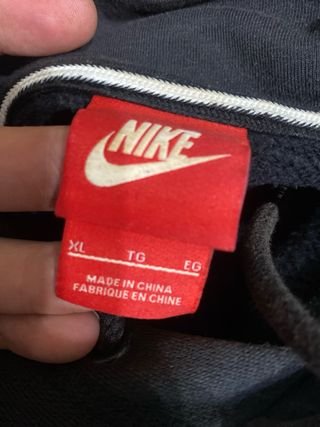 NIKE
XL TG EG
MADE IN CHINA
FABRIQUE EN CHINE